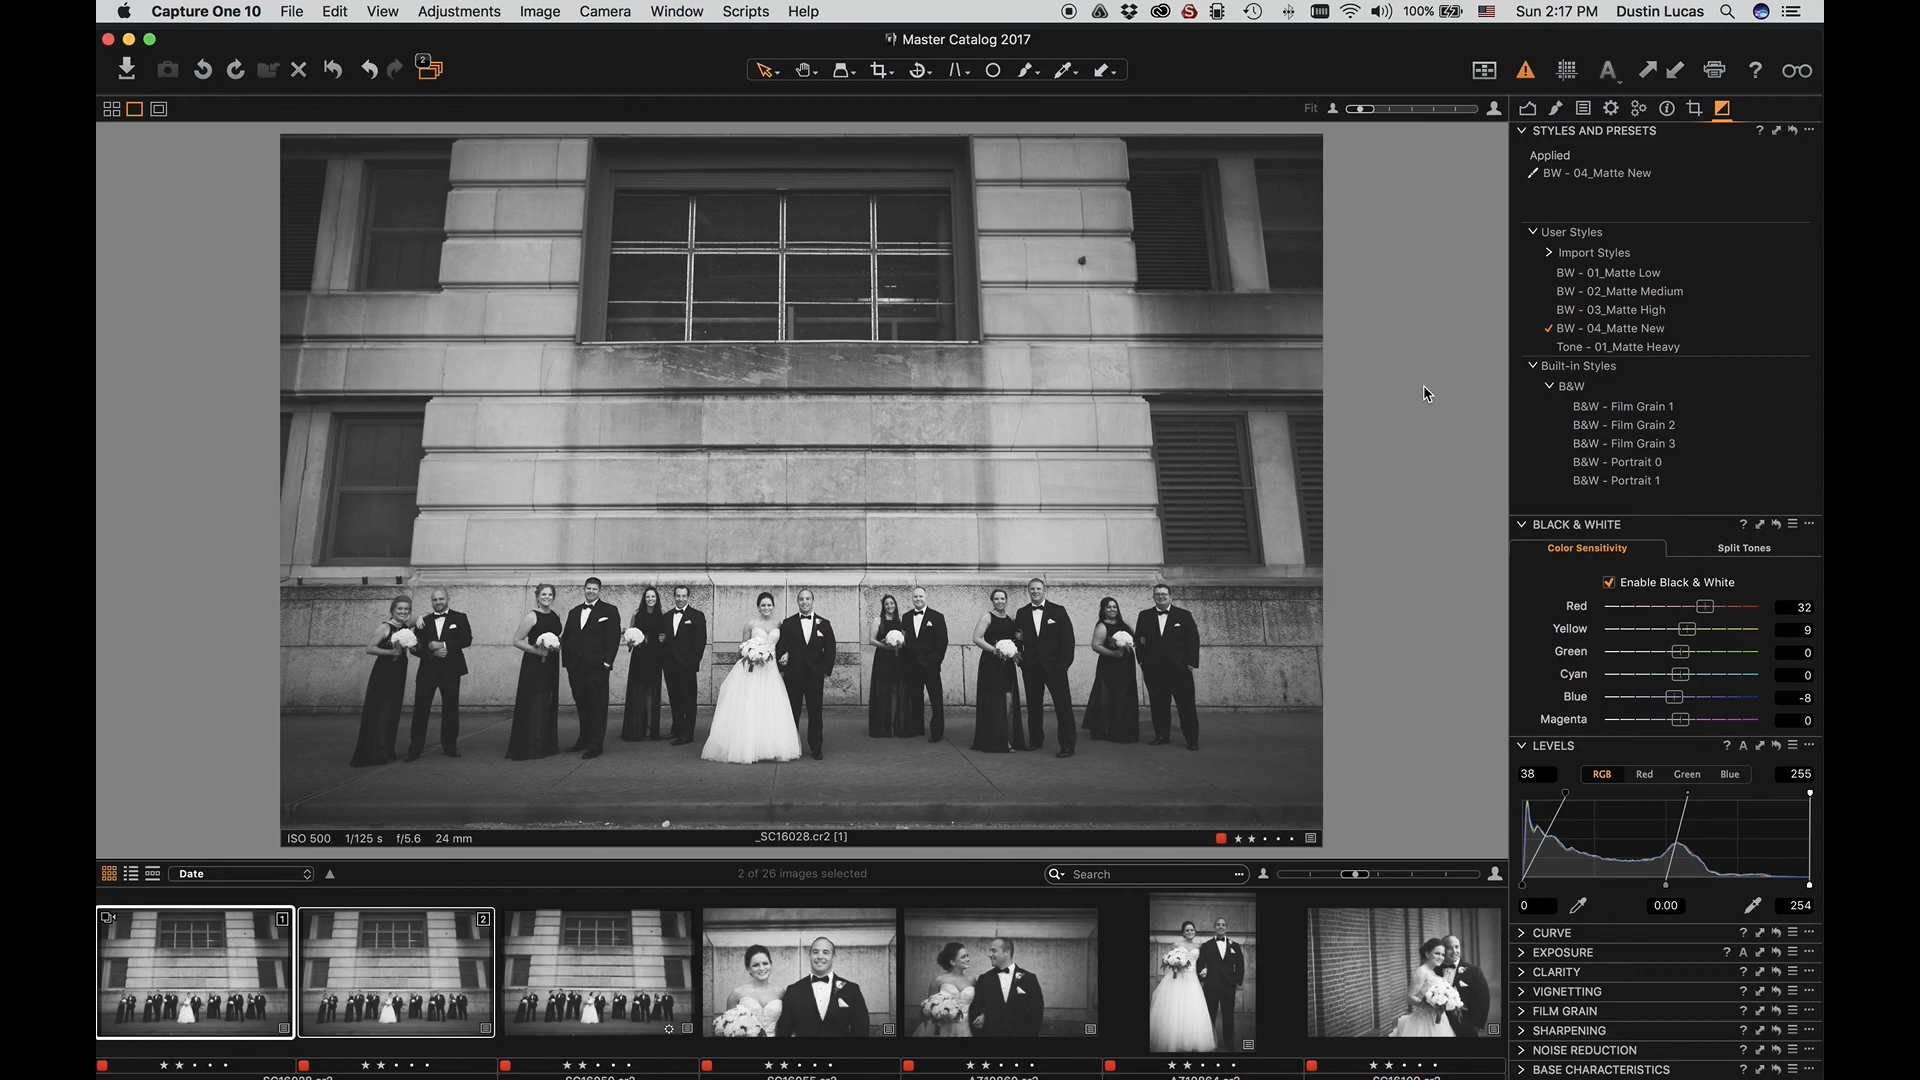 Capture One 10 File Edit View Adjustments Image Camera Window Scripts Help 100% Sun 2:17 PM Dustin Lucas
Master Catalog 2017
2
Fit
STYLES AND PRESETS
Applied
BW - 04_Matte New
User Styles
Import Styles
BW - 01_Matte Low
BW - 02_Matte Medium
BW - 03_Matte High
BW - 04_Matte New
Tone - 01_Matte Heavy
Built-in Styles
B&W
B&W - Film Grain 1
B&W - Film Grain 2
B&W - Film Grain 3
B&W - Portrait 0
B&W - Portrait 1
BLACK & WHITE
Color Sensitivity Split Tones
Enable Black & White
Red 32
Yellow 9
Green 0
Cyan 0
Blue -8
Magenta 0
LEVELS
38 RGB Red Green Blue 255
0 0.00 254
CURVE
EXPOSURE
CLARITY
VIGNETTING
FILM GRAIN
SHARPENING
NOISE REDUCTION
BASE CHARACTERISTICS
ISO 500 1/125 s f/5.6 24 mm _SC16028.cr2 [1]
Date 2 of 26 images selected Search
1 2